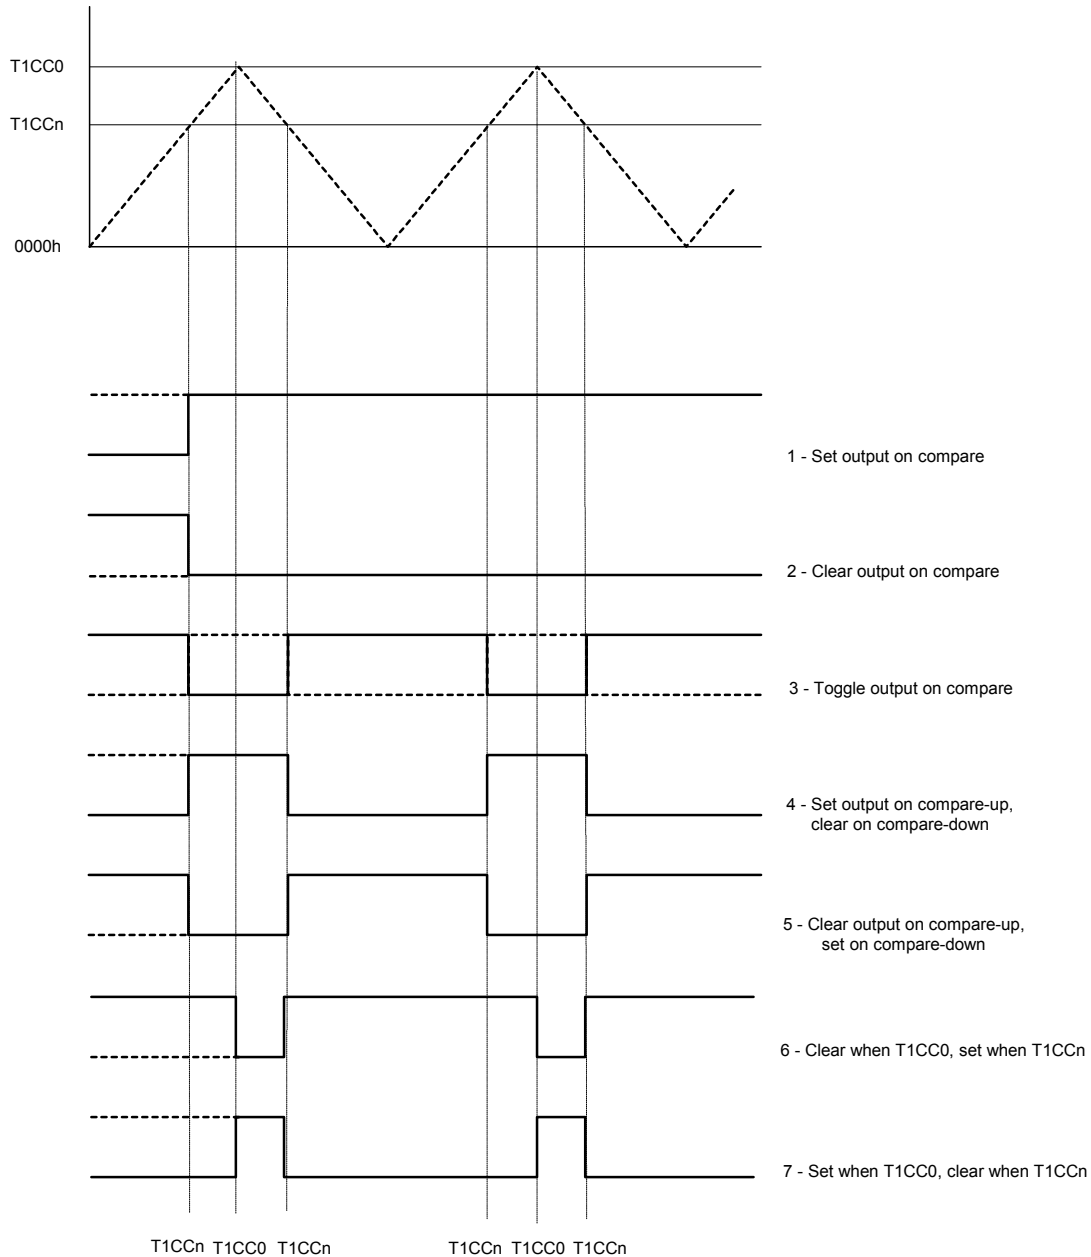 T1CC0
T1CCn
0000h
1 - Set output on compare
2 - Clear output on compare
3 - Toggle output on compare
4 - Set output on compare-up,
clear on compare-down
5 - Clear output on compare-up,
set on compare-down
6 - Clear when T1CC0, set when T1CCn
7 - Set when T1CC0, clear when T1CCn
T1CCn T1CC0 T1CCn T1CCn T1CC0 T1CCn